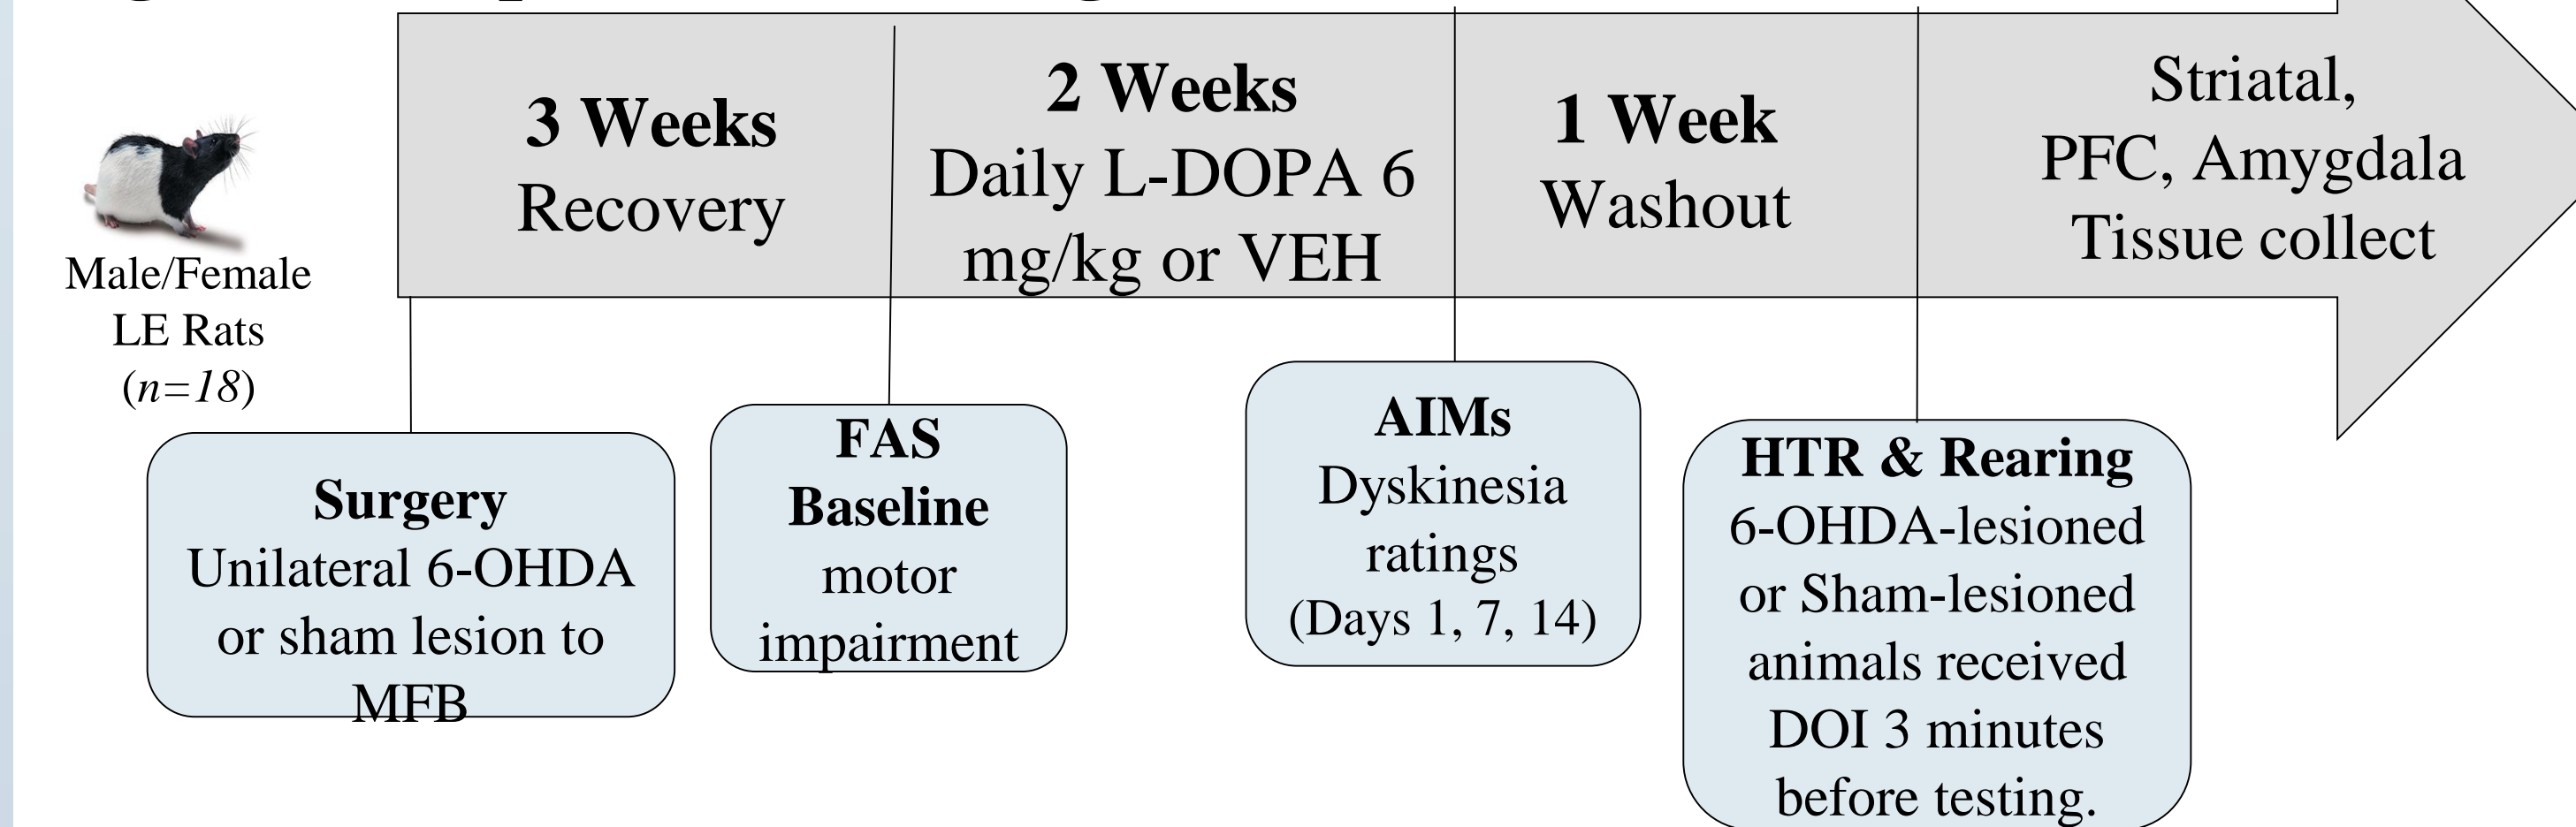 3 Weeks
Recovery
2 Weeks
Daily L-DOPA 6
mg/kg or VEH
1 Week
Washout
Striatal,
PFC, Amygdala
Tissue collect
Male/Female
LE Rats
(n=18)
Surgery
Unilateral 6-OHDA
or sham lesion to
MFB
FAS
Baseline
motor
impairment
AIMs
Dyskinesia
ratings
(Days 1, 7, 14)
HTR & Rearing
6-OHDA-lesioned
or Sham-lesioned
animals received
DOI 3 minutes
before testing.